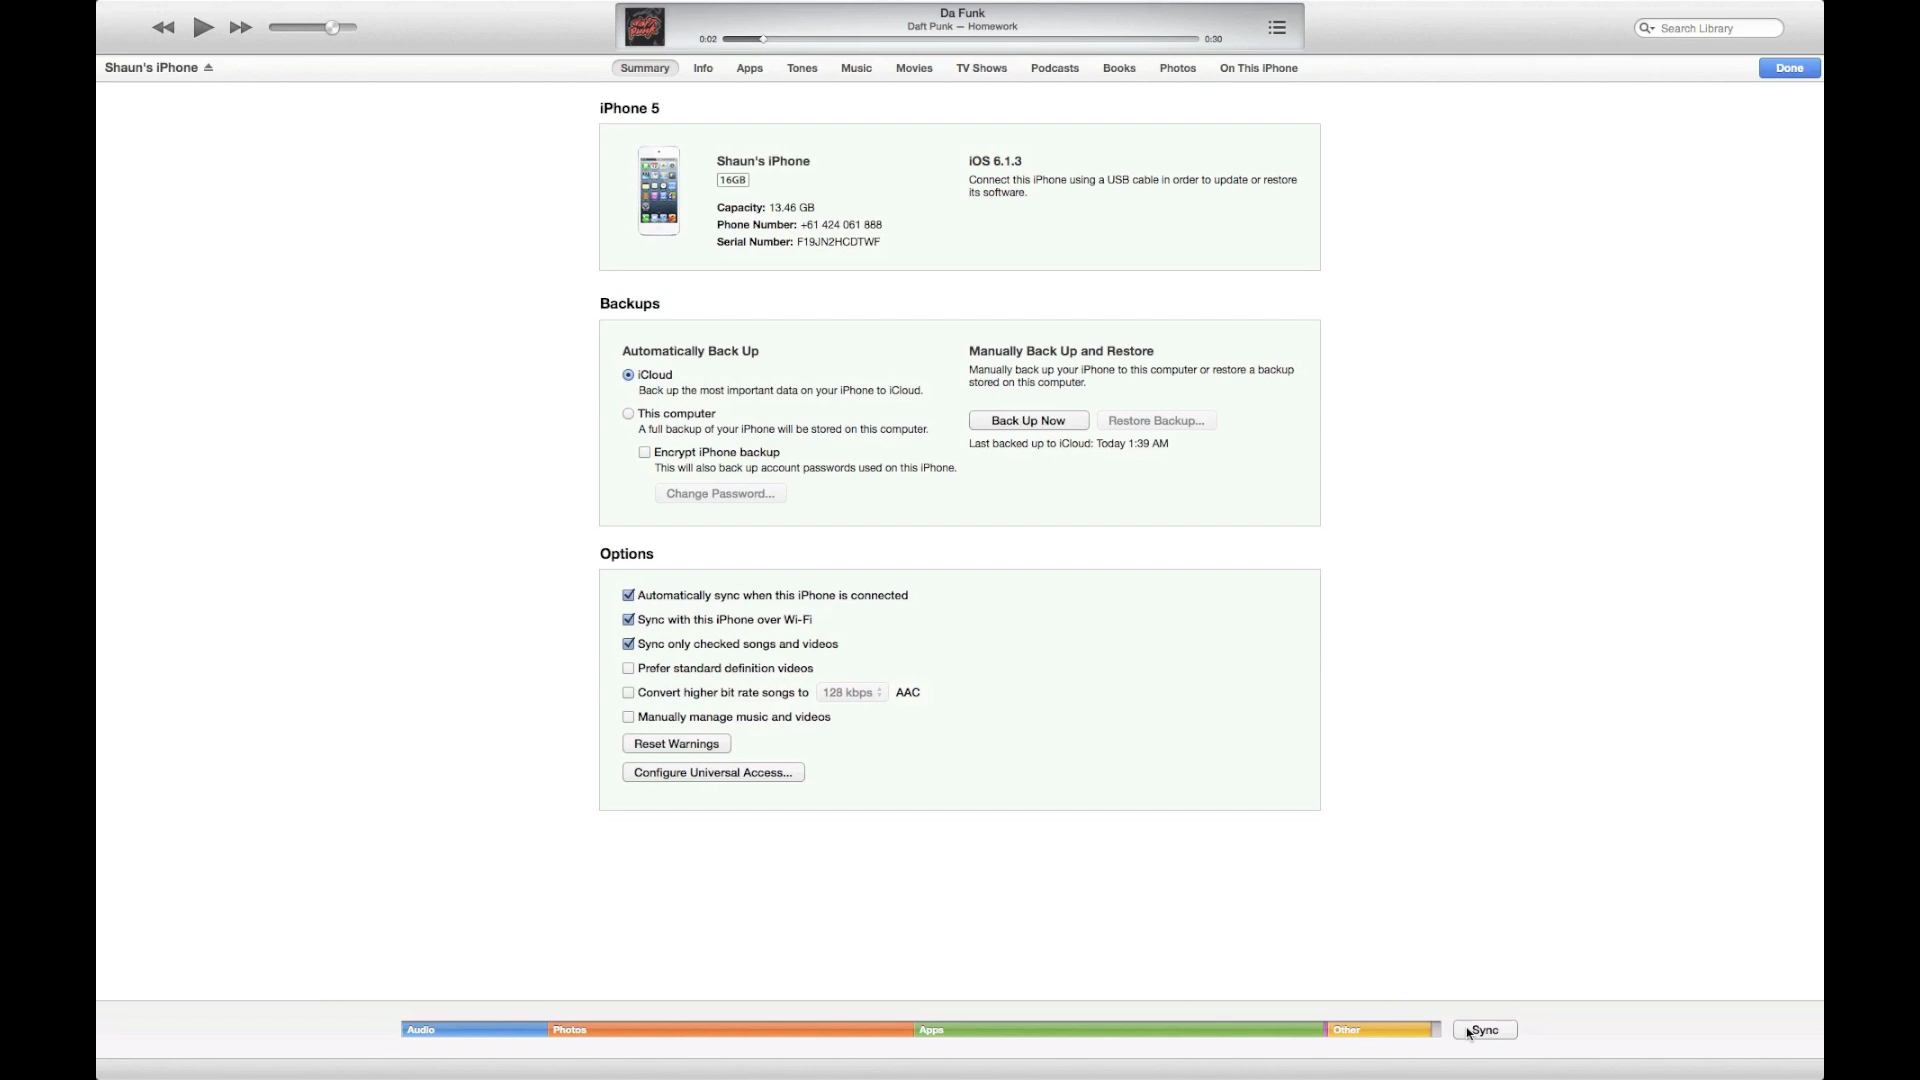 Da Funk
Daft Punk — Homework
0:02
0:30
Search Library
Shaun's iPhone
Summary Info Apps Tones Music Movies TV Shows Podcasts Books Photos On This iPhone
Done
iPhone 5
Shaun's iPhone
16GB
Capacity: 13.46 GB
Phone Number: +61 424 061 888
Serial Number: F19JN2HCDTWF
iOS 6.1.3
Connect this iPhone using a USB cable in order to update or restore
its software.
Backups
Automatically Back Up
iCloud
Back up the most important data on your iPhone to iCloud.
This computer
A full backup of your iPhone will be stored on this computer.
Encrypt iPhone backup
This will also back up account passwords used on this iPhone.
Change Password...
Manually Back Up and Restore
Manually back up your iPhone to this computer or restore a backup
stored on this computer.
Back Up Now Restore Backup...
Last backed up to iCloud: Today 1:39 AM
Options
Automatically sync when this iPhone is connected
Sync with this iPhone over Wi-Fi
Sync only checked songs and videos
Prefer standard definition videos
Convert higher bit rate songs to 128 kbps AAC
Manually manage music and videos
Reset Warnings
Configure Universal Access...
Audio Photos Apps Other Sync